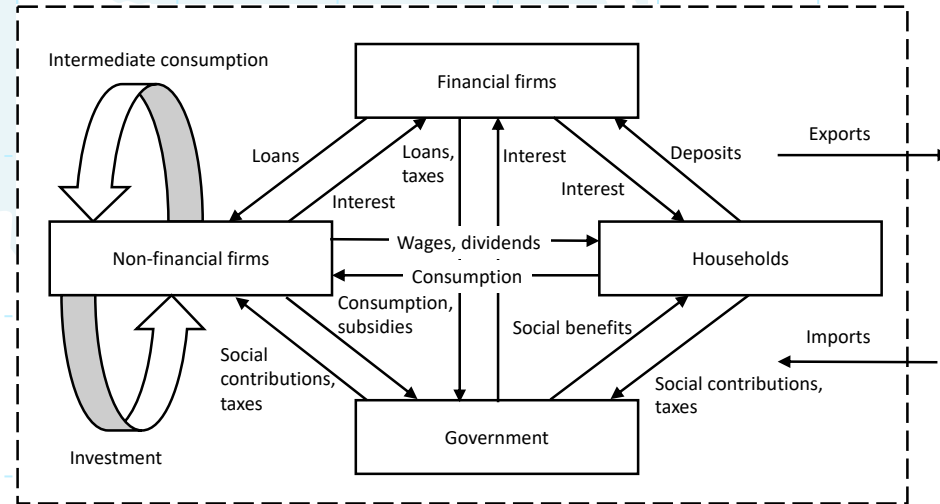 Intermediate consumption
Financial firms
Exports
Loans
Loans,
taxes
Interest
Deposits
Interest
Interest
Wages, dividends
Non-financial firms
Households
Consumption
Consumption,
subsidies
Social benefits
Imports
Social
contributions,
taxes
Social contributions,
taxes
Government
Investment